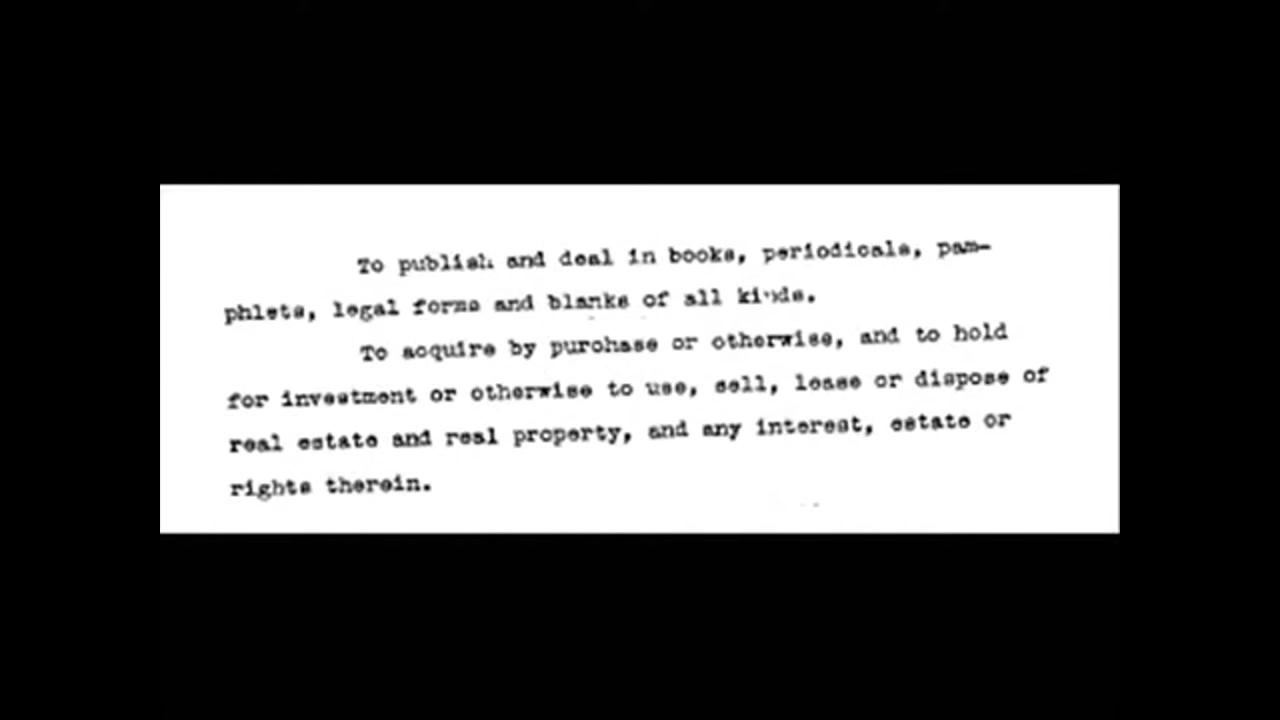 To publish and deal in books, periodicals, pam-
phlets, legal forms and blanks of all kinds.
To acquire by purchase or otherwise, and to hold
for investment or otherwise to use, sell, lease or dispose of
real estate and real property, and any interest, estate or
rights therein.